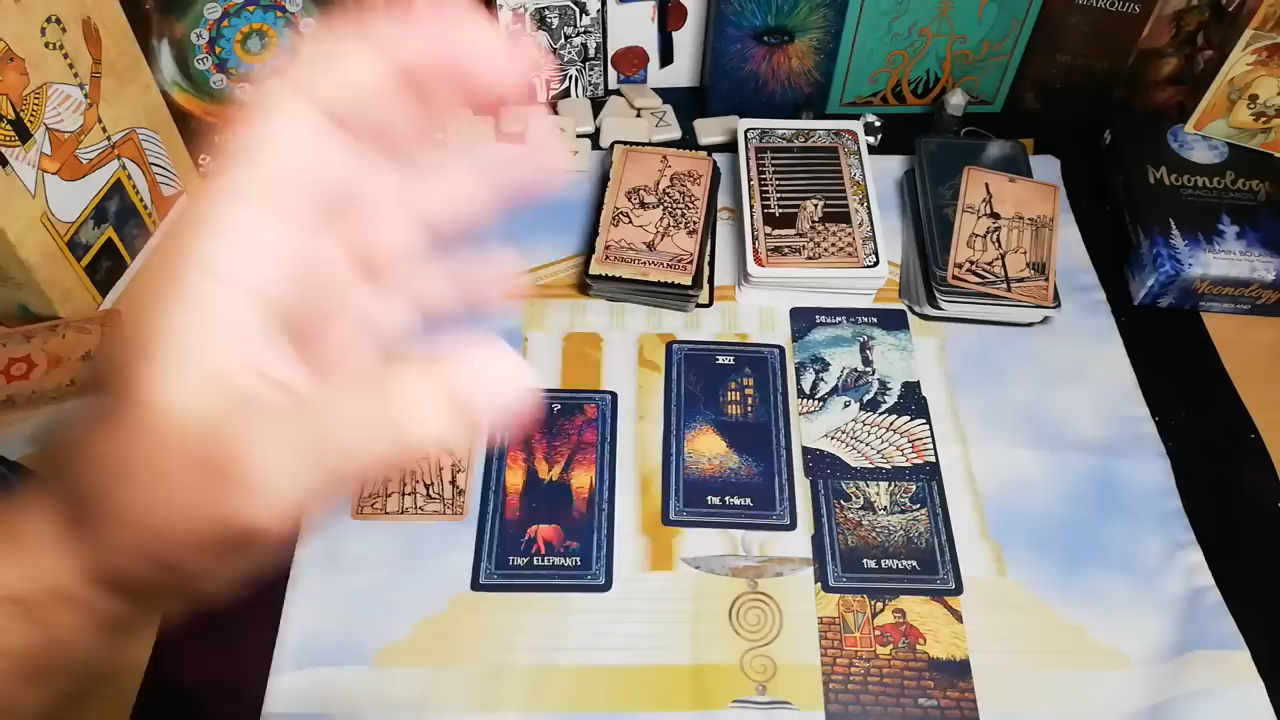 MARQUIS
Moonology
ORACLE CARDS
YASMIN BOLAND
Moonology
KNIGHT of WANDS
NINE OF SWORDS
XVI
THE TOWER
?
TINY ELEPHANTS
THE EMPEROR